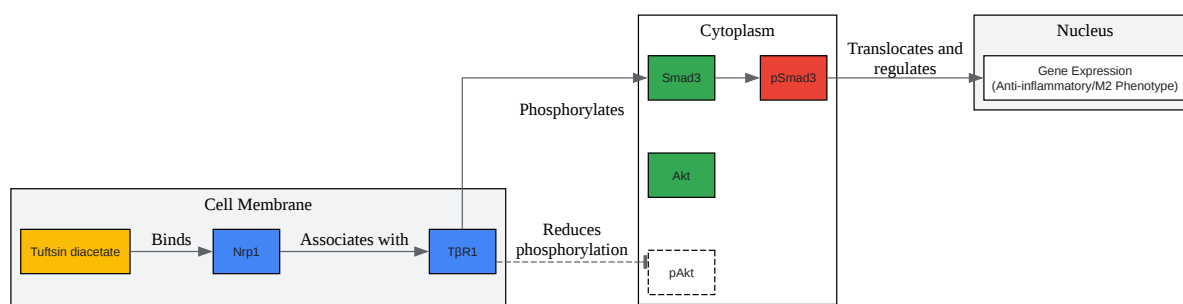 Cytoplasm
Nucleus
Smad3
pSmad3
Translocates and
regulates
Gene Expression
(Anti-inflammatory/M2 Phenotype)
Phosphorylates
Akt
Cell Membrane
Tuftsin diacetate
Binds
Nrp1
Associates with
TβR1
Reduces
phosphorylation
pAkt